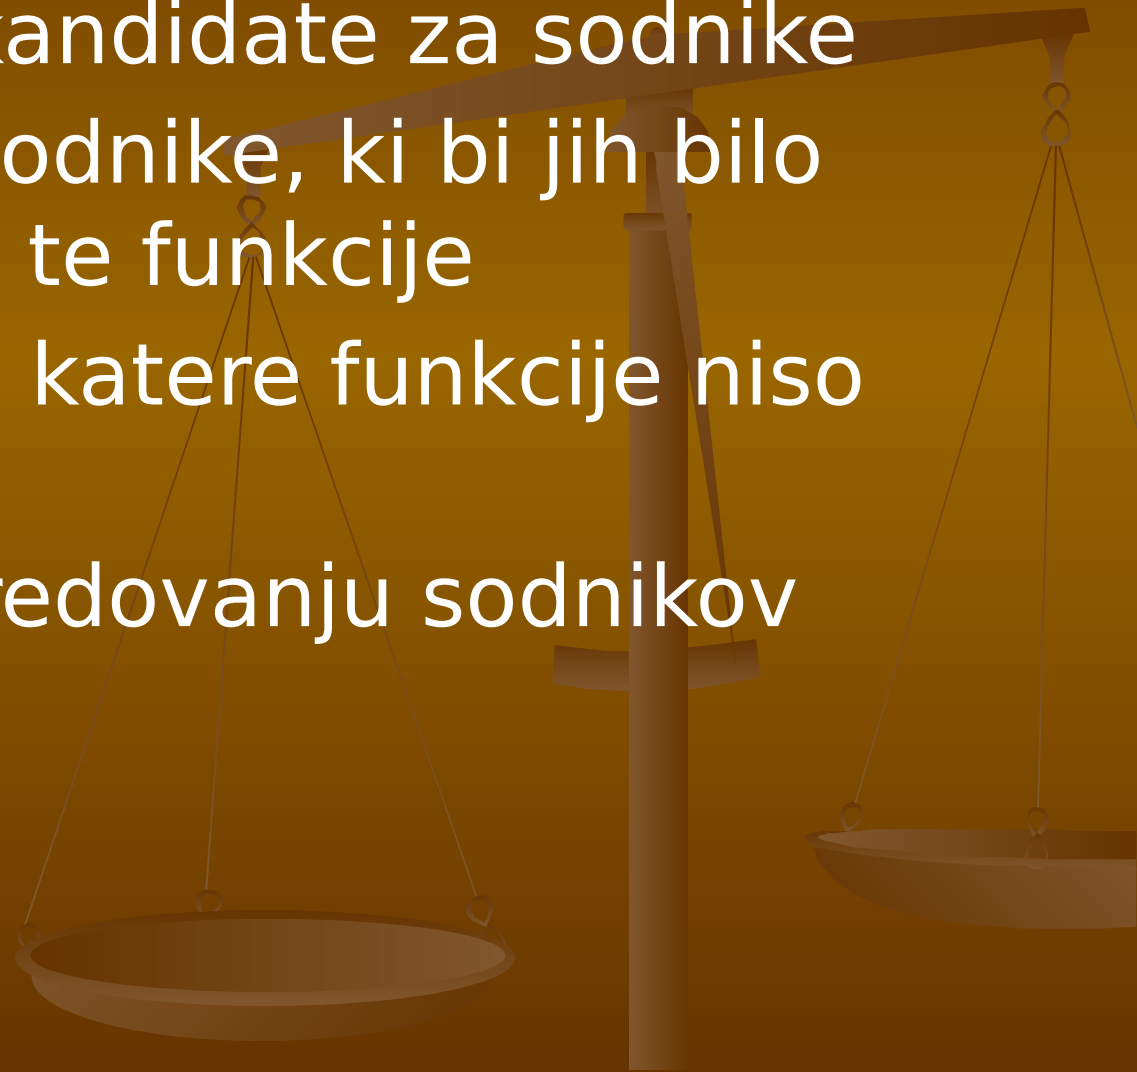 kandidate za sodnike
odnike, ki bi jih bilo
te funkcije
katere funkcije niso
redovanju sodnikov